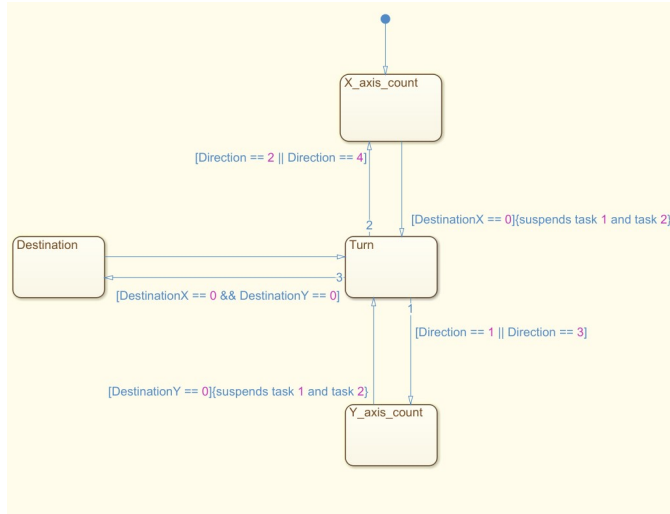 X_axis_count
[Direction == 2 || Direction == 4]
2
[DestinationX == 0]{suspends task 1 and task 2}
Destination
Turn
3
[DestinationX == 0 && DestinationY == 0]
1
[Direction == 1 || Direction == 3]
[DestinationY == 0]{suspends task 1 and task 2}
Y_axis_count